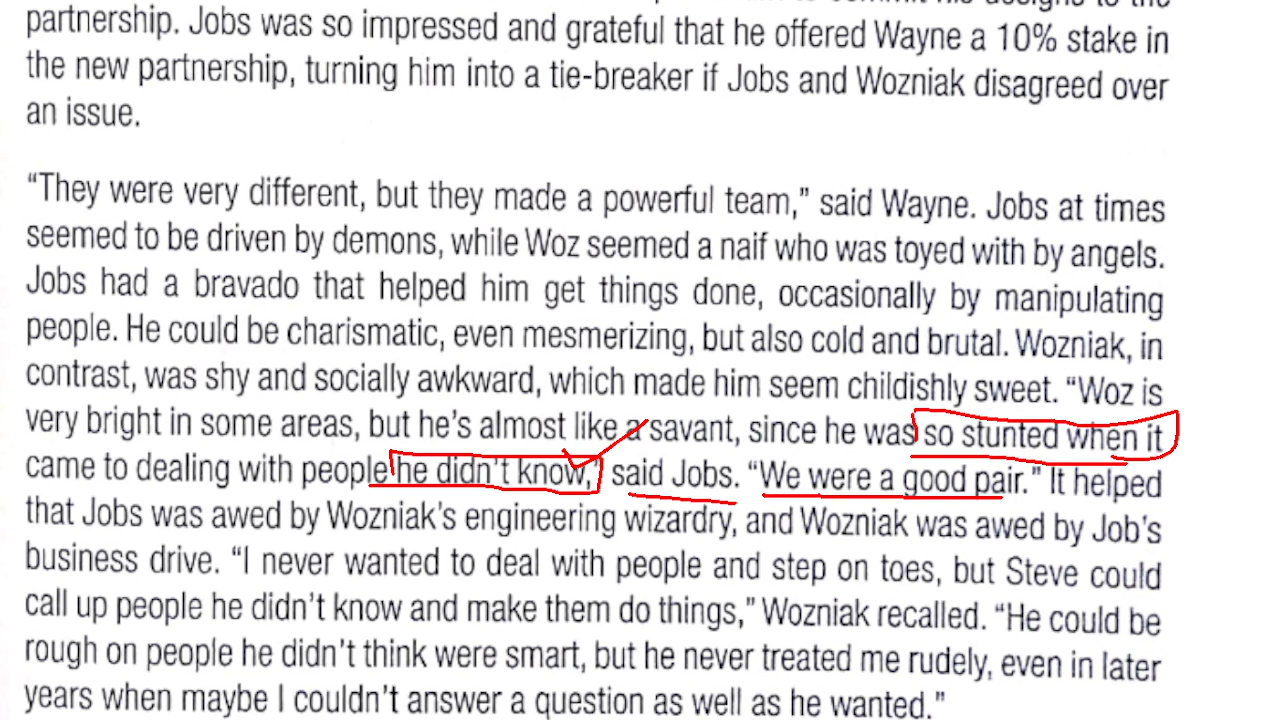 partnership. Jobs was so impressed and grateful that he offered Wayne a 10% stake in
the new partnership, turning him into a tie-breaker if Jobs and Wozniak disagreed over
an issue.
“They were very different, but they made a powerful team,” said Wayne. Jobs at times
seemed to be driven by demons, while Woz seemed a naif who was toyed with by angels.
Jobs had a bravado that helped him get things done, occasionally by manipulating
people. He could be charismatic, even mesmerizing, but also cold and brutal. Wozniak, in
contrast, was shy and socially awkward, which made him seem childishly sweet. “Woz is
very bright in some areas, but he’s almost like a savant, since he was so stunted when it
came to dealing with people he didn’t know,” said Jobs. “We were a good pair.” It helped
that Jobs was awed by Wozniak’s engineering wizardry, and Wozniak was awed by Job’s
business drive. “I never wanted to deal with people and step on toes, but Steve could
call up people he didn’t know and make them do things,” Wozniak recalled. “He could be
rough on people he didn’t think were smart, but he never treated me rudely, even in later
years when maybe I couldn’t answer a question as well as he wanted.”